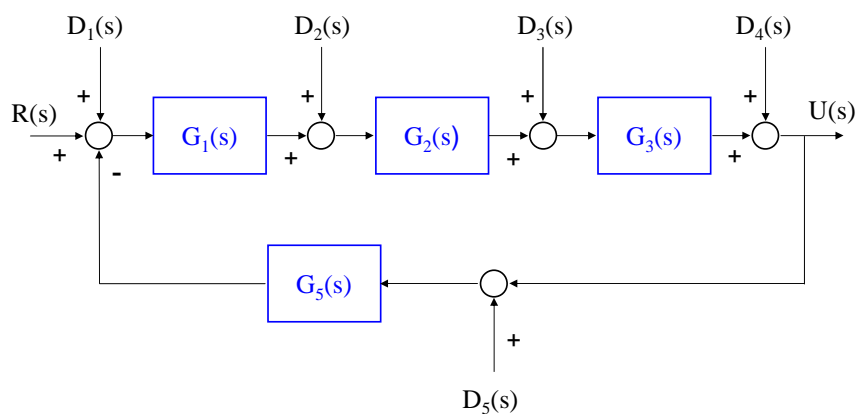 D₁(s) D₂(s) D₃(s) D₄(s)
+ + + +
R(s) G₁(s) G₂(s) G₃(s) U(s)
+ + + +
-
G₅(s)
+
D₅(s)